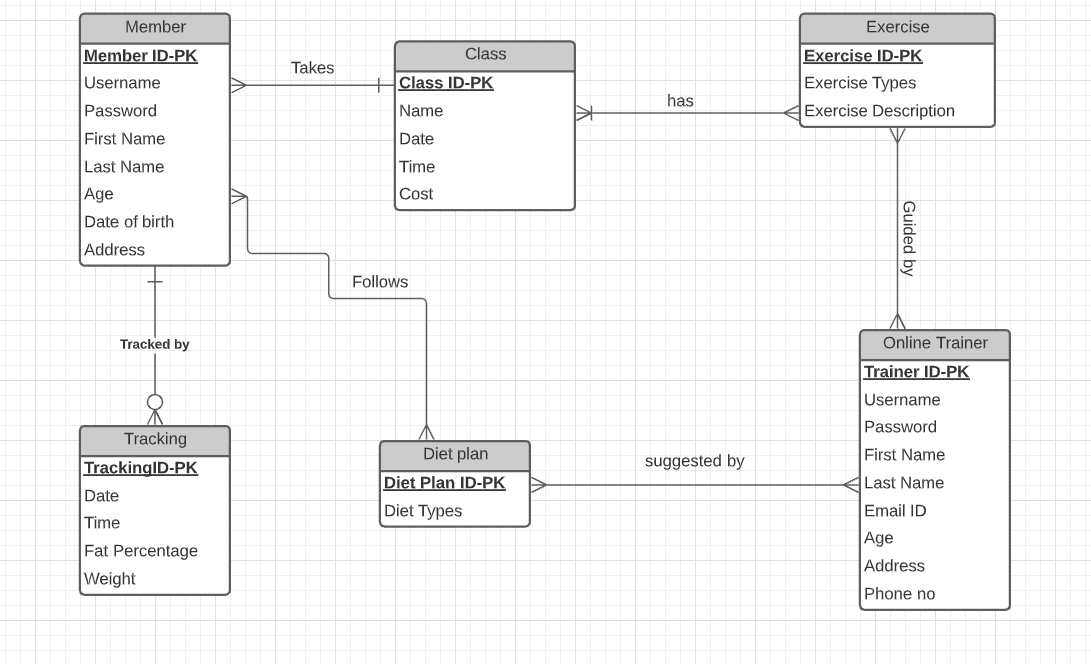 Member
Member ID-PK
Username
Password
First Name
Last Name
Age
Date of birth
Address
Takes
Class
Class ID-PK
Name
Date
Time
Cost
has
Exercise
Exercise ID-PK
Exercise Types
Exercise Description
Guided by
Follows
Tracked by
Tracking
TrackingID-PK
Date
Time
Fat Percentage
Weight
Diet plan
Diet Plan ID-PK
Diet Types
suggested by
Online Trainer
Trainer ID-PK
Username
Password
First Name
Last Name
Email ID
Age
Address
Phone no